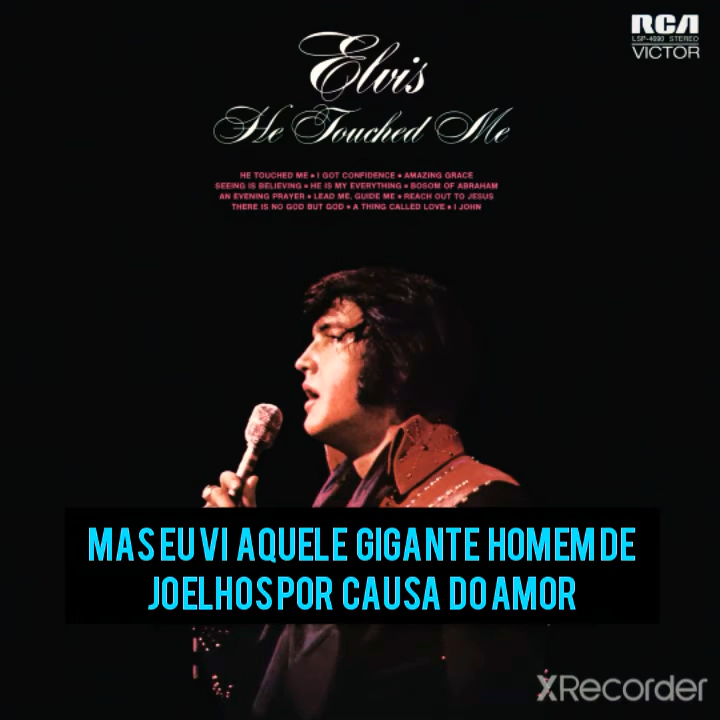 Elvis
He Touched Me
RCA
LSP-4690 STEREO
VICTOR
HE TOUCHED ME • I GOT CONFIDENCE • AMAZING GRACE
SEEING IS BELIEVING • HE IS MY EVERYTHING • BOSOM OF ABRAHAM
AN EVENING PRAYER • LEAD ME, GUIDE ME • REACH OUT TO JESUS
THERE IS NO GOD BUT GOD • A THING CALLED LOVE • I JOHN
MAS EU VI AQUELE GIGANTE HOMEM DE
JOELHOS POR CAUSA DO AMOR
XRecorder